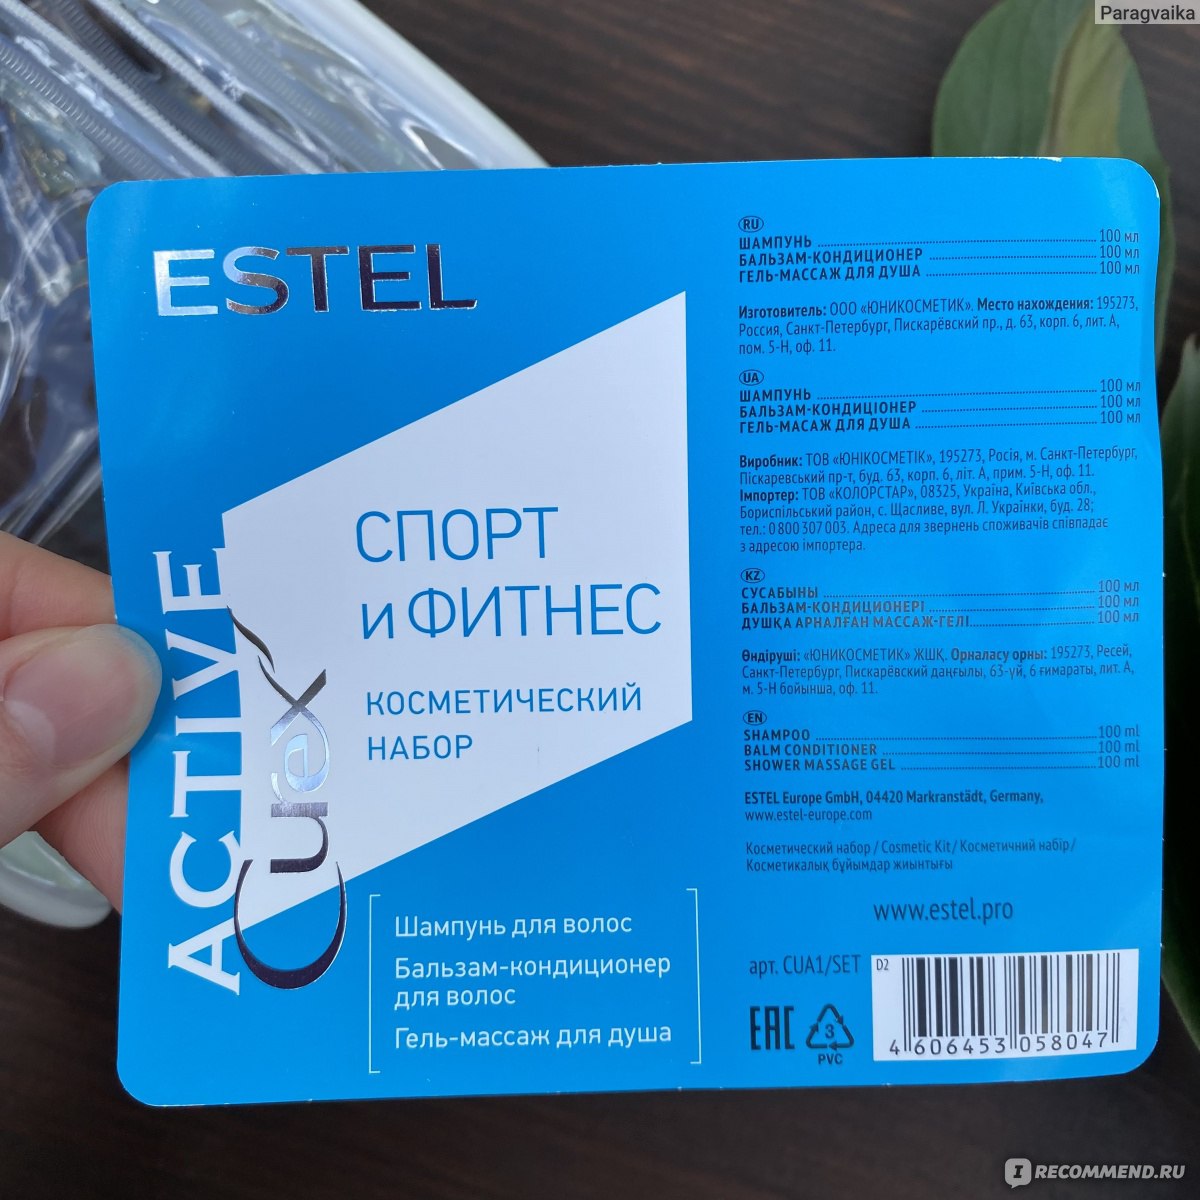 Paragvaika
ESTEL
ACTIVE
Curex
СПОРТ
и ФИТНЕС
КОСМЕТИЧЕСКИЙ
НАБОР
Шампунь для волос
Бальзам-кондиционер
для волос
Гель-массаж для душа
RU
ШАМПУНЬ 100 мл
БАЛЬЗАМ-КОНДИЦИОНЕР 100 мл
ГЕЛЬ-МАССАЖ ДЛЯ ДУША 100 мл
Изготовитель: ООО «ЮНИКОСМЕТИК». Место нахождения: 195273,
Россия, Санкт-Петербург, Пискарёвский пр., д. 63, корп. 6, лит. А,
пом. 5-Н, оф. 11.
UA
ШАМПУНЬ 100 мл
БАЛЬЗАМ-КОНДИЦІОНЕР 100 мл
ГЕЛЬ-МАСАЖ ДЛЯ ДУША 100 мл
Виробник: ТОВ «ЮНІКОСМЕТІК», 195273, Росія, м. Санкт-Петербург,
Піскаревський пр-т, буд. 63, корп. 6, літ. А, прим. 5-Н, оф. 11.
Імпортер: ТОВ «КОЛОРСТАР», 08325, Україна, Київська обл.,
Бориспільський район, с. Щасливе, вул. Л. Українки, буд. 28;
тел.: 0 800 307 003. Адреса для звернень споживачів співпадає
з адресою імпортера.
KZ
СУСАБЫНЫ 100 мл
БАЛЬЗАМ-КОНДИЦИОНЕРІ 100 мл
ДУШҚА АРНАЛҒАН МАССАЖ-ГЕЛІ 100 мл
Өндіруші: «ЮНИКОСМЕТИК» ЖШҚ. Орналасу орны: 195273, Ресей,
Санкт-Петербург, Пискарёвский даңғылы, 63-уй, 6 ғимараты, лит. А,
м. 5-Н бойынша, оф. 11.
EN
SHAMPOO 100 ml
BALM CONDITIONER 100 ml
SHOWER MASSAGE GEL 100 ml
ESTEL Europe GmbH, 04420 Markranstädt, Germany,
www.estel-europe.com
Косметический набор / Cosmetic Kit / Косметичний набір /
Косметикалық бұйымдар жиынтығы
www.estel.pro
арт. CUA1/SET
D2
EAC
3
PVC
4 606453 058047
IRECOMMEND.RU